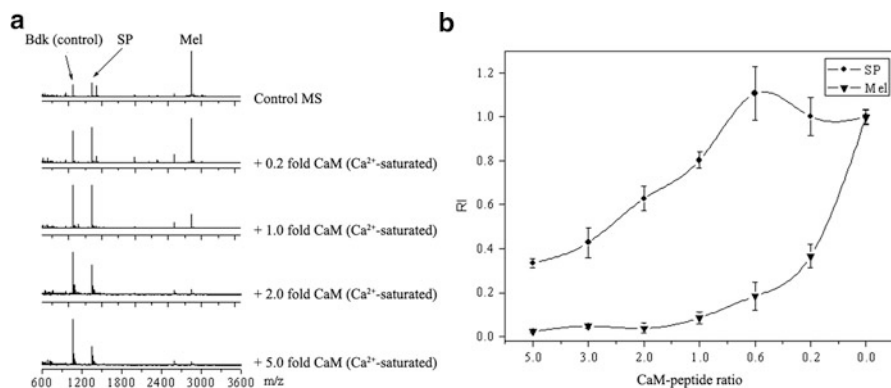 a
Bdk (control)
SP
Mel
Control MS
+ 0.2 fold CaM (Ca²⁺-saturated)
+ 1.0 fold CaM (Ca²⁺-saturated)
+ 2.0 fold CaM (Ca²⁺-saturated)
+ 5.0 fold CaM (Ca²⁺-saturated)
600 1200 1800 2400 3000 3600
m/z
b
SP
Mel
1.2
1.0
0.8
0.6
0.4
0.2
0.0
RI
5.0 3.0 2.0 1.0 0.6 0.2 0.0
CaM-peptide ratio